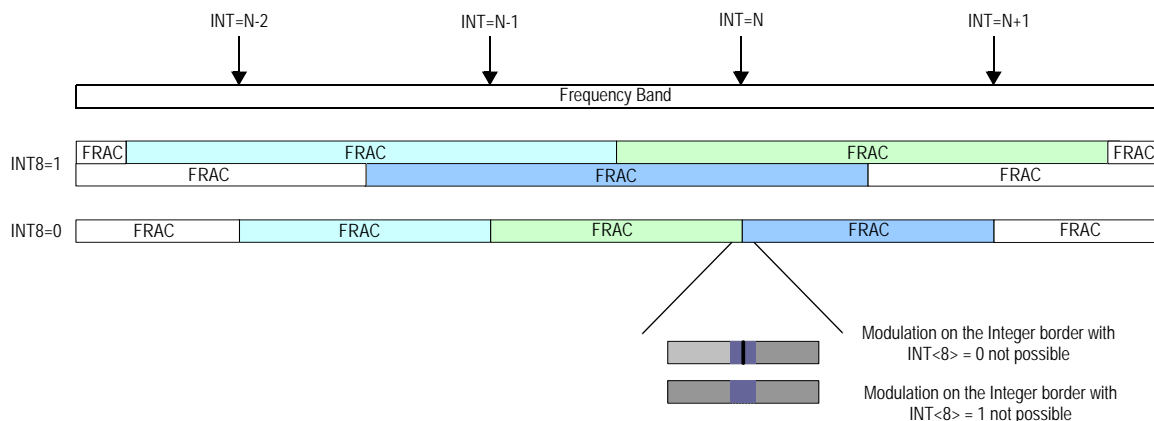 INT=N-2 INT=N-1 INT=N INT=N+1
Frequency Band
INT8=1
FRAC FRAC FRAC FRAC
FRAC FRAC FRAC
INT8=0 FRAC FRAC FRAC FRAC FRAC
Modulation on the Integer border with
INT<8> = 0 not possible
Modulation on the Integer border with
INT<8> = 1 not possible